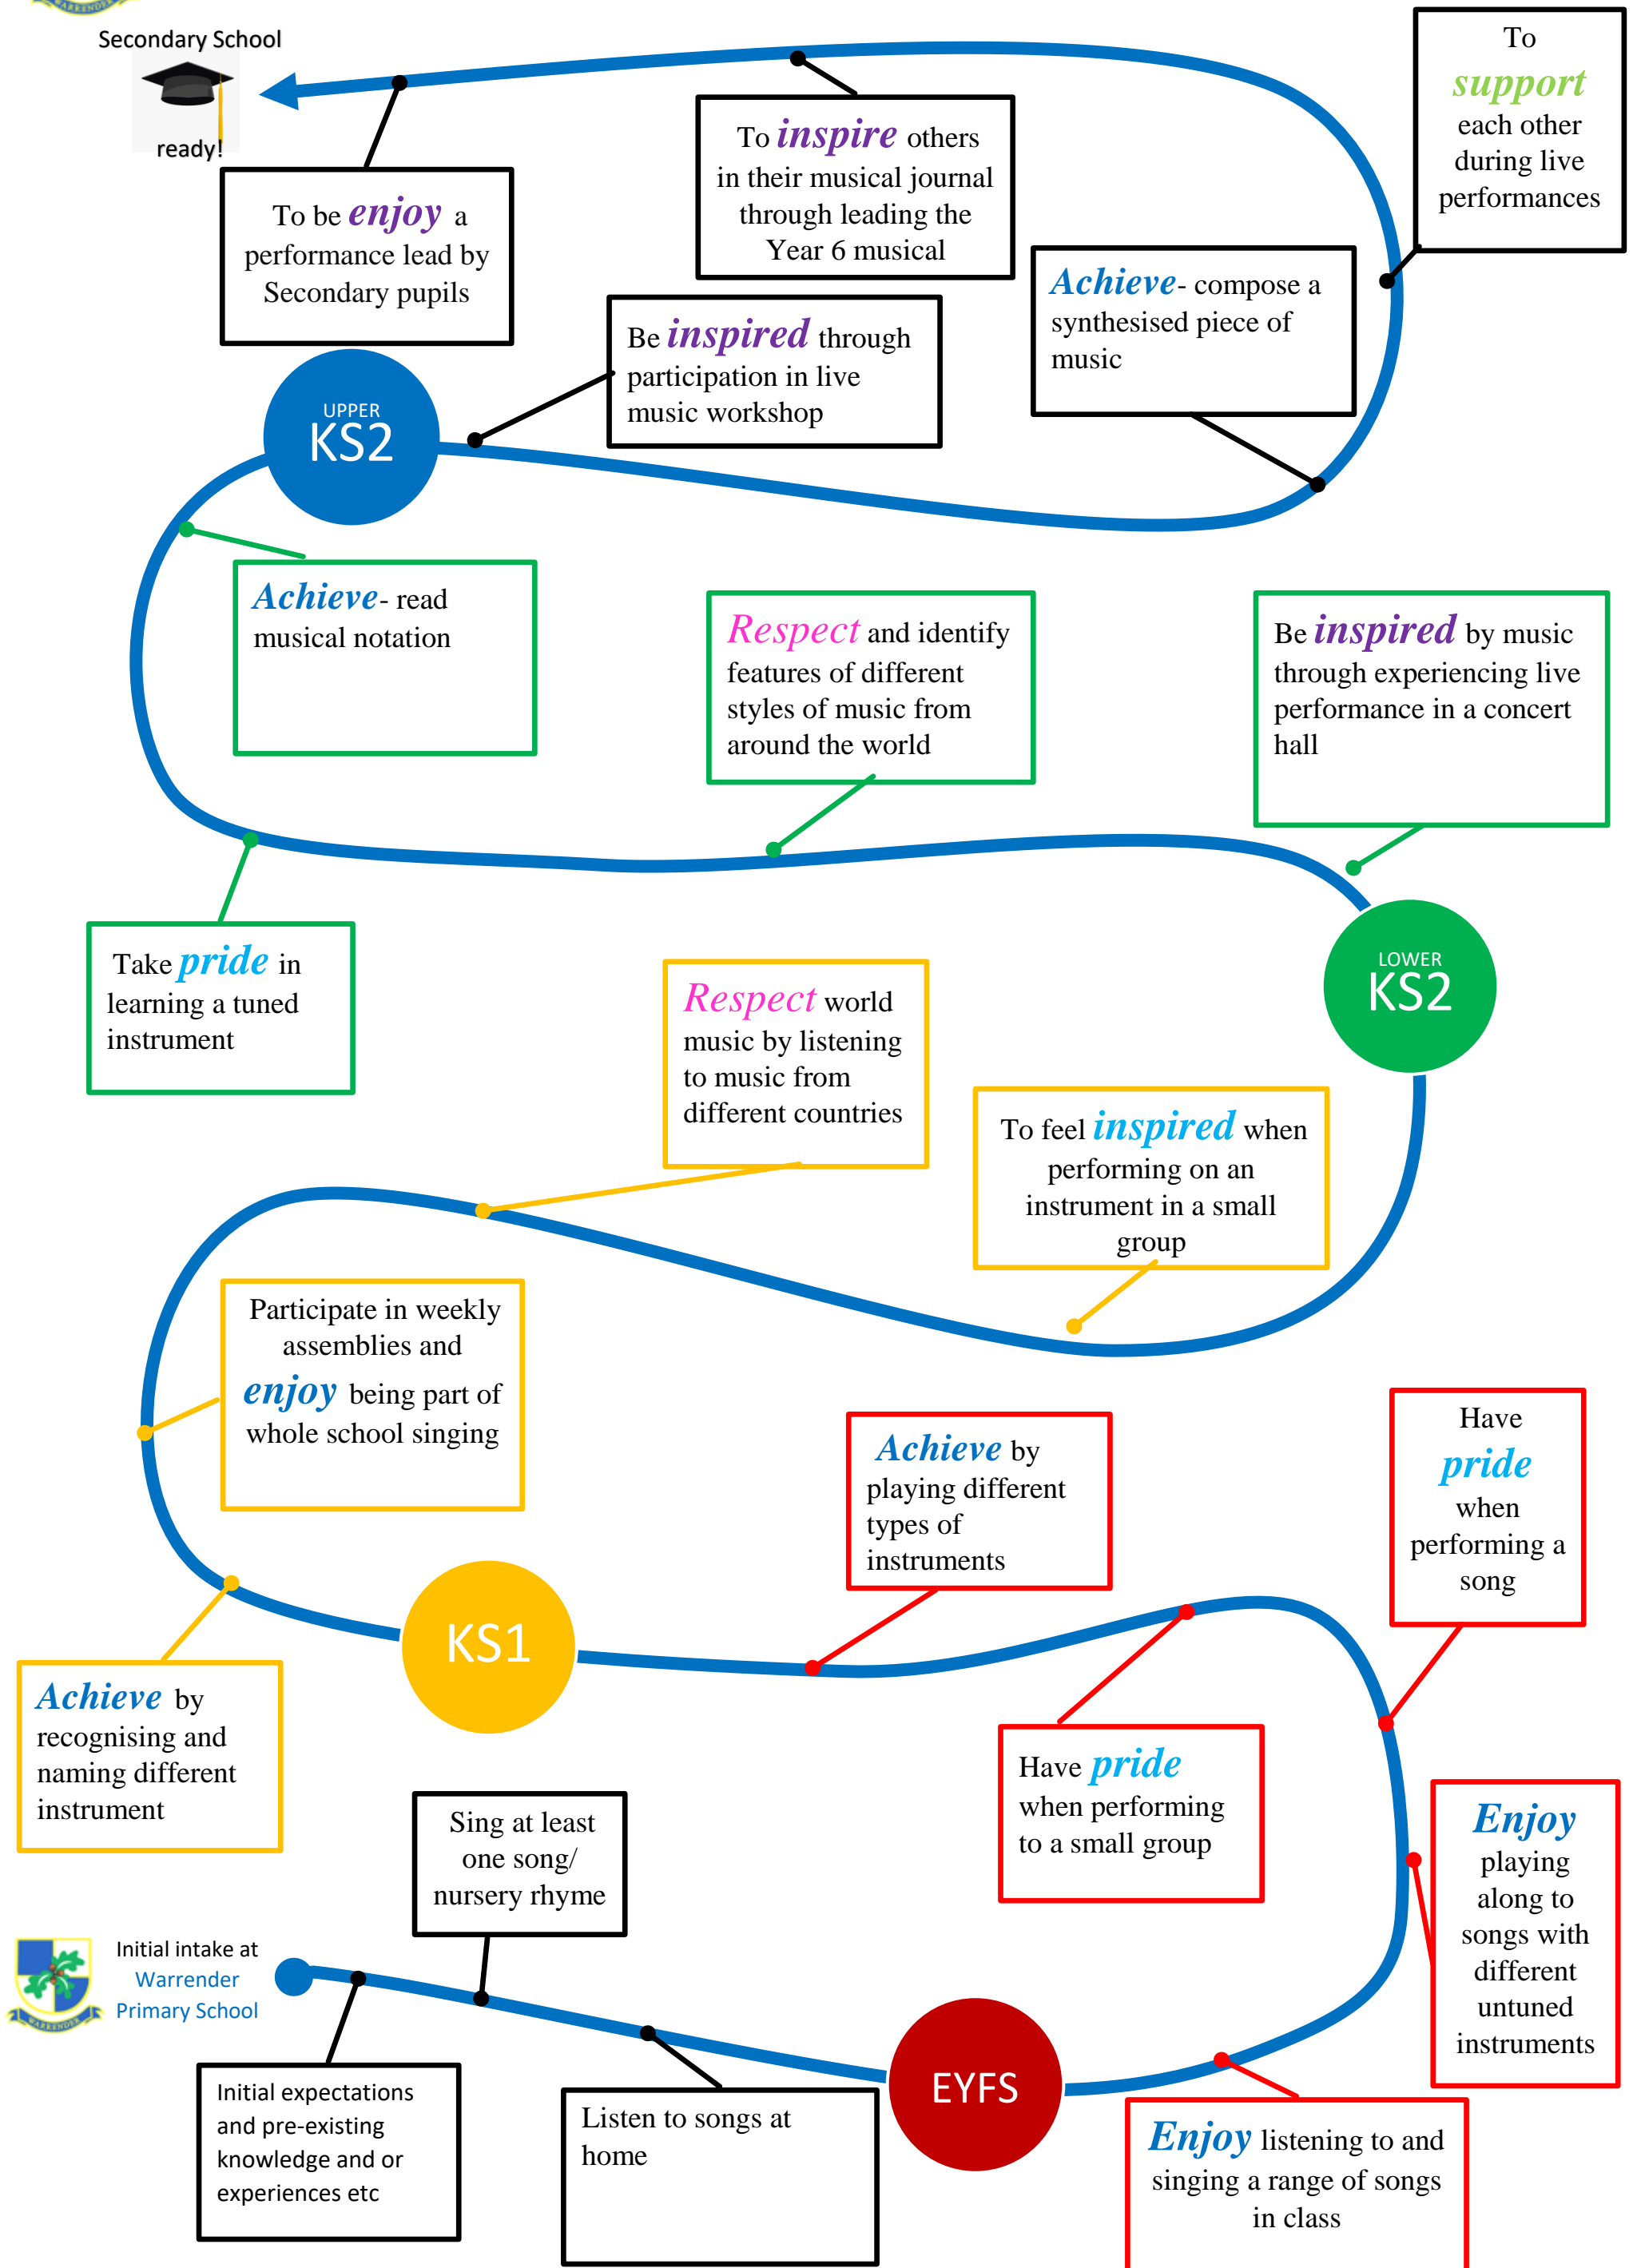 WARRENDER
Secondary School
ready!
To be enjoy a
performance lead by
Secondary pupils
To inspire others
in their musical journal
through leading the
Year 6 musical
To
support
each other
during live
performances
Be inspired through
participation in live
music workshop
Achieve- compose a
synthesised piece of
music
UPPER
KS2
Achieve- read
musical notation
Respect and identify
features of different
styles of music from
around the world
Be inspired by music
through experiencing live
performance in a concert
hall
LOWER
KS2
Take pride in
learning a tuned
instrument
Respect world
music by listening
to music from
different countries
To feel inspired when
performing on an
instrument in a small
group
Participate in weekly
assemblies and
enjoy being part of
whole school singing
Achieve by
playing different
types of
instruments
Have
pride
when
performing a
song
KS1
Achieve by
recognising and
naming different
instrument
Have pride
when performing
to a small group
Enjoy
playing
along to
songs with
different
untuned
instruments
Sing at least
one song/
nursery rhyme
WARRENDER
Initial intake at
Warrender
Primary School
Initial expectations
and pre-existing
knowledge and or
experiences etc
Listen to songs at
home
EYFS
Enjoy listening to and
singing a range of songs
in class